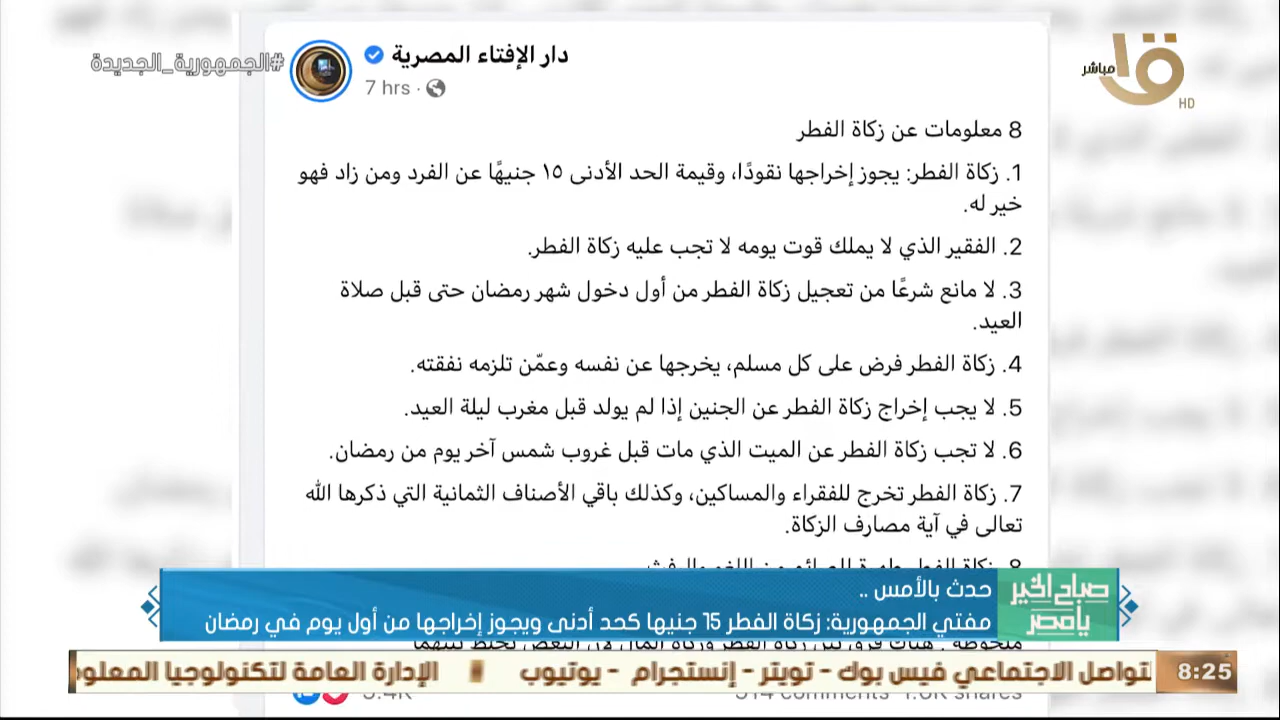 #الجمهورية_الجديدة
مباشر
HD
دار الإفتاء المصرية
7 hrs
8 معلومات عن زكاة الفطر
1. زكاة الفطر: يجوز إخراجها نقودًا، وقيمة الحد الأدنى ١٥ جنيهًا عن الفرد ومن زاد فهو
خير له.
2. الفقير الذي لا يملك قوت يومه لا تجب عليه زكاة الفطر.
3. لا مانع شرعًا من تعجيل زكاة الفطر من أول دخول شهر رمضان حتى قبل صلاة
العيد.
4. زكاة الفطر فرض على كل مسلم، يخرجها عن نفسه وعمّن تلزمه نفقته.
5. لا يجب إخراج زكاة الفطر عن الجنين إذا لم يولد قبل مغرب ليلة العيد.
6. لا تجب زكاة الفطر عن الميت الذي مات قبل غروب شمس آخر يوم من رمضان.
7. زكاة الفطر تخرج للفقراء والمساكين، وكذلك باقي الأصناف الثمانية التي ذكرها الله
تعالى في آية مصارف الزكاة.
صباح الخير
يا مصر
حدث بالأمس ..
مفتي الجمهورية: زكاة الفطر 15 جنيها كحد أدنى ويجوز إخراجها من أول يوم في رمضان
8:25
لتواصل الاجتماعي فيس بوك - تويتر - إنستجرام - يوتيوب
الإدارة العامة لتكنولوجيا المعلو